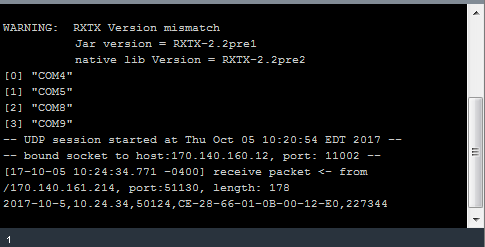 WARNING:  RXTX Version mismatch
Jar version = RXTX-2.2pre1
native lib Version = RXTX-2.2pre2
[0] "COM4"
[1] "COM5"
[2] "COM8"
[3] "COM9"
-- UDP session started at Thu Oct 05 10:20:54 EDT 2017 --
-- bound socket to host:170.140.160.12, port: 11002 --
[17-10-05 10:24:34.771 -0400] receive packet <- from
/170.140.161.214, port:51130, length: 178
2017-10-5,10.24.34,50124,CE-28-66-01-0B-00-12-E0,227344
1